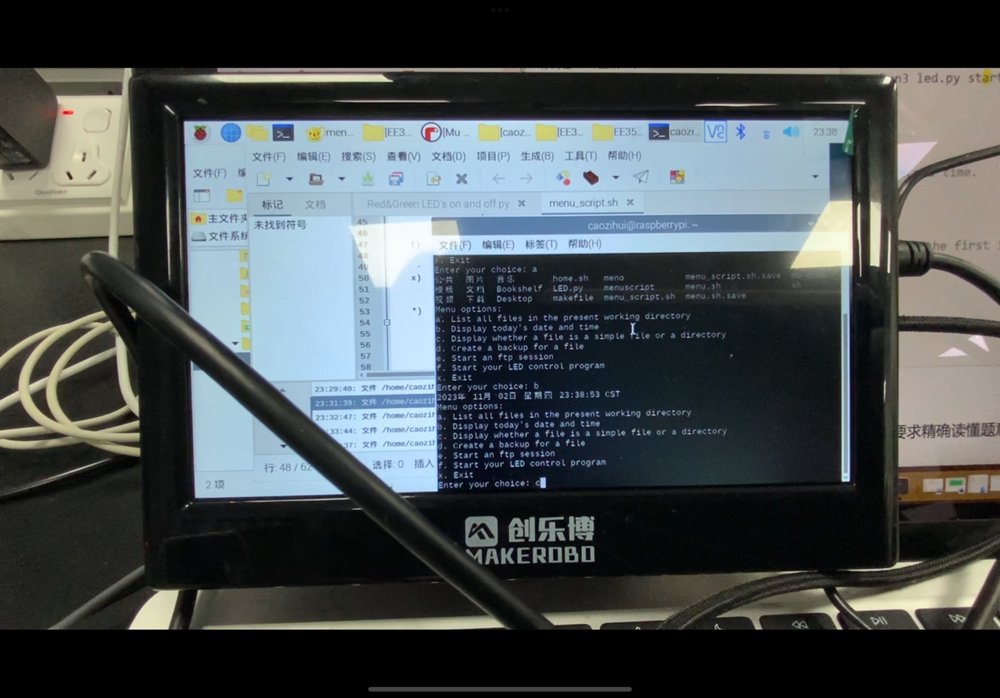 n3 led.py start
men... [EE3... [Mu ... [caoz... [EE3... EE35... caozi... V2 23:38
文件(F) 编辑(E) 搜索(S) 查看(V) 文档(D) 项目(P) 生成(B) 工具(T) 帮助(H)
文件(F) 编
time.
标记 文档 Red&Green LED's on and off.py menu_script.sh
主文件夹
未找到符号
文件系统
caozihui@raspberrypi: ~
文件(F) 编辑(E) 标签(T) 帮助(H)
the first
45
46
47 f)
48
49
50 x)
51
52
53 *)
54
55
56
57
58
x. Exit
Enter your choice: a
公共 图片 音乐 home.sh meno menu_script.sh.save
模板 文档 Bookshelf LED.py menuscript menu.sh sh
视频 下载 Desktop makefile menu_script.sh menu.sh.save
Menu options:
a. List all files in the present working directory
b. Display today's date and time
c. Display whether a file is a simple file or a directory
d. Create a backup for a file
e. Start an ftp session
f. Start your LED control program
x. Exit
Enter your choice: b
2023年 11月 02日 星期四 23:38:53 CST
Menu options:
a. List all files in the present working directory
b. Display today's date and time
c. Display whether a file is a simple file or a directory
d. Create a backup for a file
e. Start an ftp session
f. Start your LED control program
x. Exit
Enter your choice: c
23:29:40: 文件 /home/caozih
23:31:39: 文件 /home/caozih
23:32:47: 文件 /home/caozih
33:44: 文件 /home/caozih
37: 文件 /home/caozih
行: 48 / 62 选择: 0 插入
2 项
要求精确读懂题意
创乐博
MAKEROBO